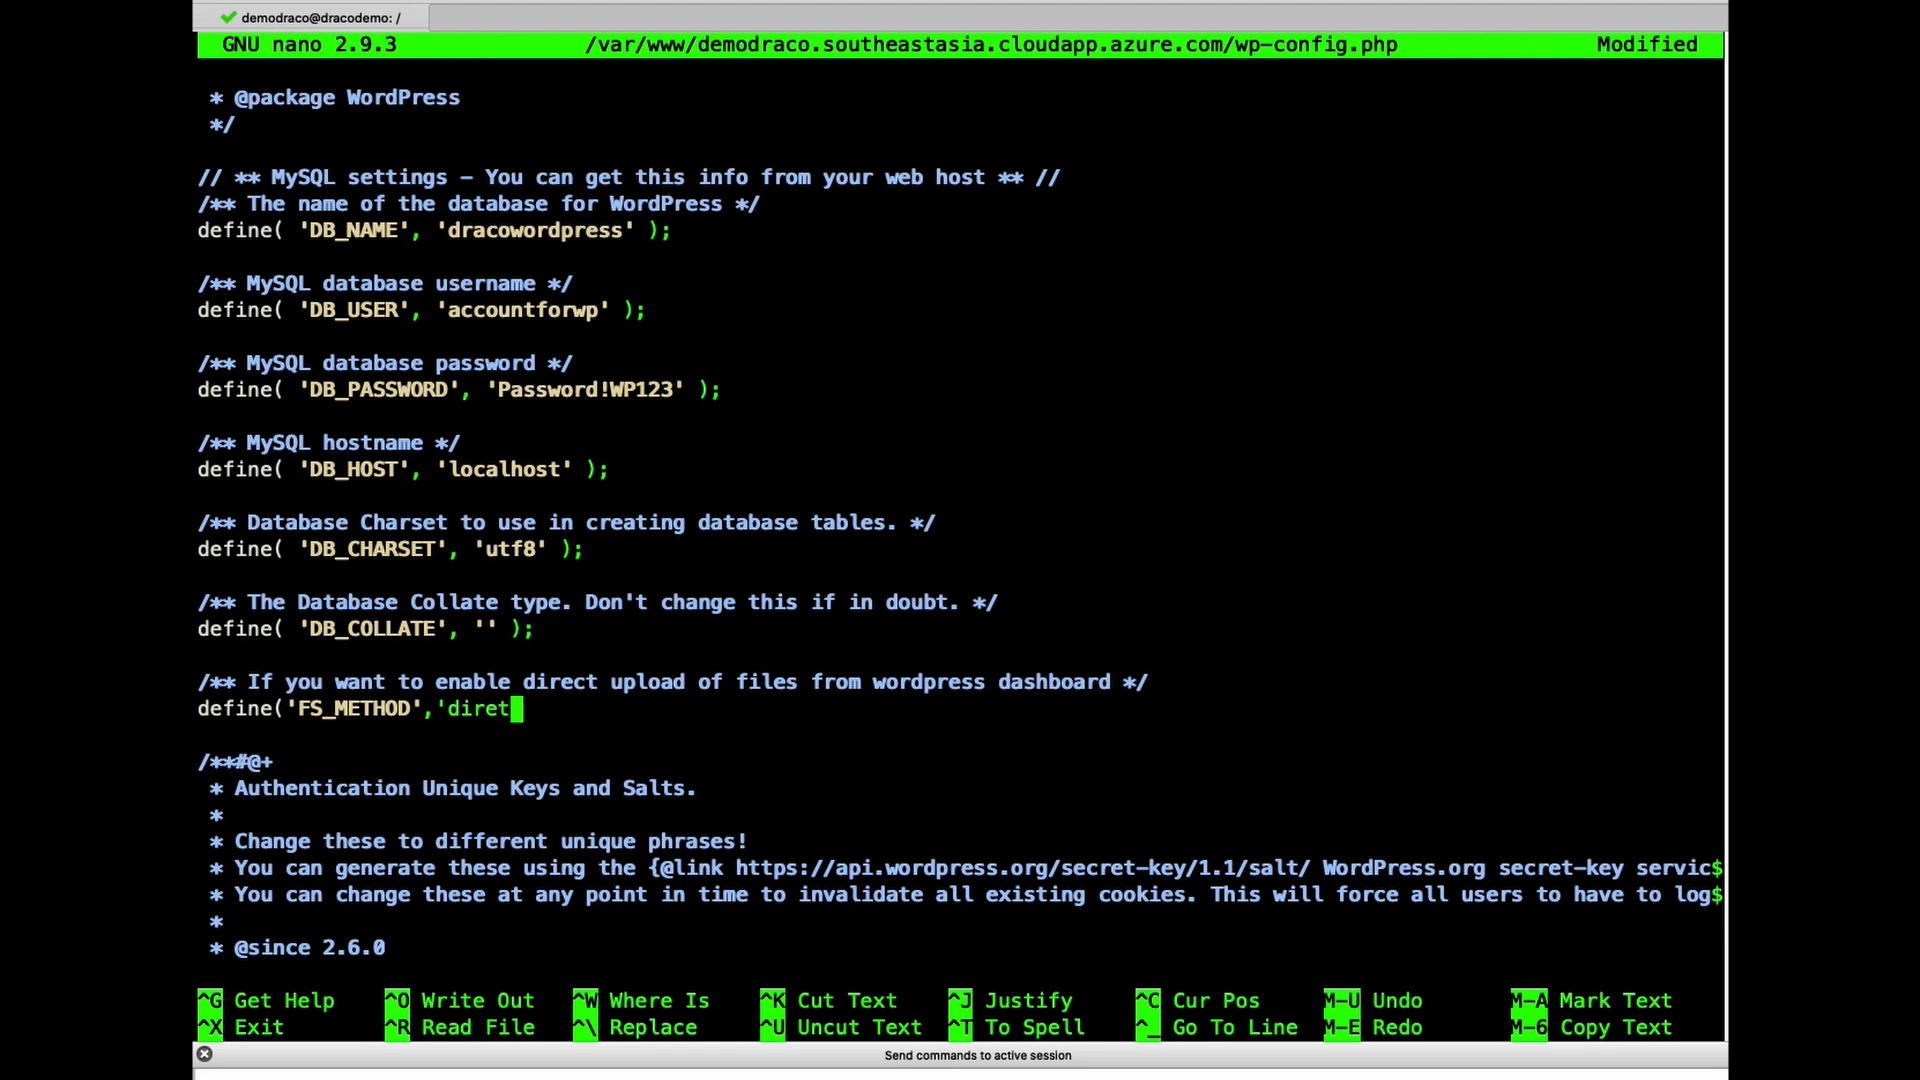 demodraco@dracodemo: /
GNU nano 2.9.3 /var/www/demodraco.southeastasia.cloudapp.azure.com/wp-config.php Modified
* @package WordPress
*/
// ** MySQL settings - You can get this info from your web host ** //
/** The name of the database for WordPress */
define( 'DB_NAME', 'dracowordpress' );
/** MySQL database username */
define( 'DB_USER', 'accountforwp' );
/** MySQL database password */
define( 'DB_PASSWORD', 'Password!WP123' );
/** MySQL hostname */
define( 'DB_HOST', 'localhost' );
/** Database Charset to use in creating database tables. */
define( 'DB_CHARSET', 'utf8' );
/** The Database Collate type. Don't change this if in doubt. */
define( 'DB_COLLATE', '' );
/** If you want to enable direct upload of files from wordpress dashboard */
define('FS_METHOD','diret
/**#@+
* Authentication Unique Keys and Salts.
*
* Change these to different unique phrases!
* You can generate these using the {@link https://api.wordpress.org/secret-key/1.1/salt/ WordPress.org secret-key servic$
* You can change these at any point in time to invalidate all existing cookies. This will force all users to have to log$
*
* @since 2.6.0
^G Get Help ^O Write Out ^W Where Is ^K Cut Text ^J Justify ^C Cur Pos M-U Undo M-A Mark Text
^X Exit ^R Read File ^\ Replace ^U Uncut Text ^T To Spell ^_ Go To Line M-E Redo M-6 Copy Text
Send commands to active session